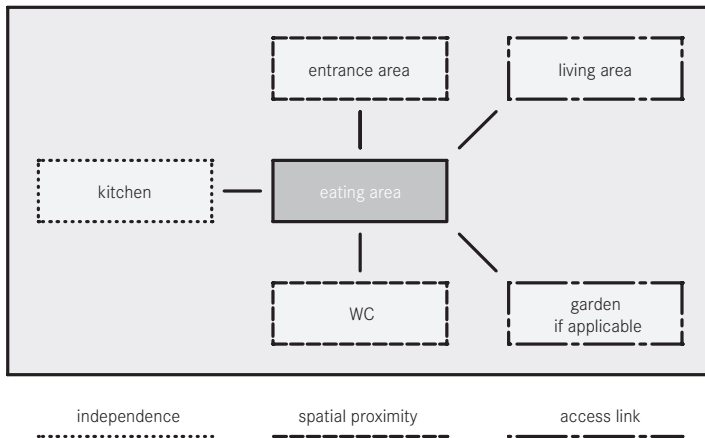 entrance area
living area
kitchen
eating area
WC
garden
if applicable
independence
spatial proximity
access link